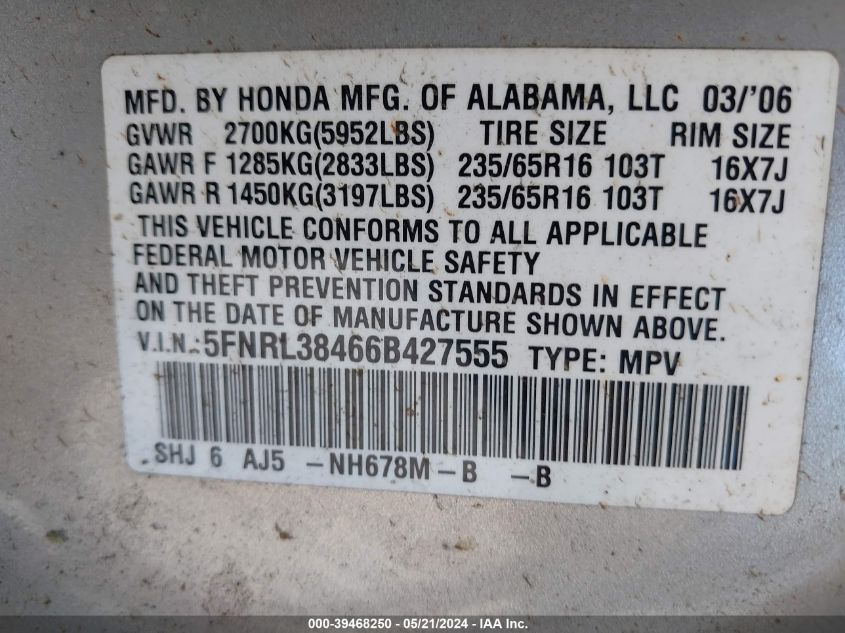 MFD. BY HONDA MFG. OF ALABAMA, LLC 03/'06
GVWR 2700KG(5952LBS) TIRE SIZE RIM SIZE
GAWR F 1285KG(2833LBS) 235/65R16 103T 16X7J
GAWR R 1450KG(3197LBS) 235/65R16 103T 16X7J
THIS VEHICLE CONFORMS TO ALL APPLICABLE
FEDERAL MOTOR VEHICLE SAFETY
AND THEFT PREVENTION STANDARDS IN EFFECT
ON THE DATE OF MANUFACTURE SHOWN ABOVE.
V.I.N.:5FNRL38466B427555 TYPE: MPV
SHJ 6 AJ5 -NH678M-B -B
000-39468250 - 05/21/2024 - IAA Inc.